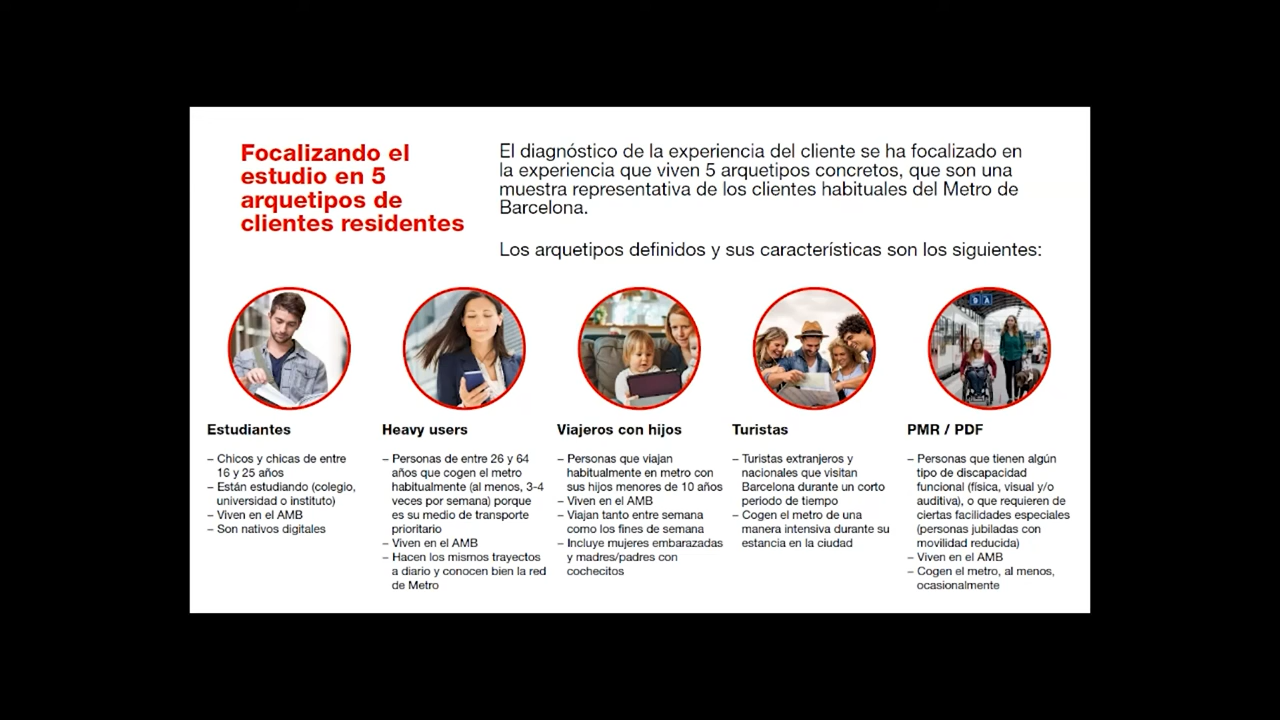 Focalizando el
estudio en 5
arquetipos de
clientes residentes
El diagnóstico de la experiencia del cliente se ha focalizado en
la experiencia que viven 5 arquetipos concretos, que son una
muestra representativa de los clientes habituales del Metro de
Barcelona.
Los arquetipos definidos y sus características son los siguientes:
Estudiantes
– Chicos y chicas de entre
16 y 25 años
– Están estudiando (colegio,
universidad o instituto)
– Viven en el AMB
– Son nativos digitales
Heavy users
– Personas de entre 26 y 64
años que cogen el metro
habitualmente (al menos, 3-4
veces por semana) porque
es su medio de transporte
prioritario
– Viven en el AMB
– Hacen los mismos trayectos
a diario y conocen bien la red
de Metro
Viajeros con hijos
– Personas que viajan
habitualmente en metro con
sus hijos menores de 10 años
– Viven en el AMB
– Viajan tanto entre semana
como los fines de semana
– Incluye mujeres embarazadas
y madres/padres con
cochecitos
Turistas
– Turistas extranjeros y
nacionales que visitan
Barcelona durante un corto
periodo de tiempo
– Cogen el metro de una
manera intensiva durante su
estancia en la ciudad
PMR / PDF
– Personas que tienen algún
tipo de discapacidad
funcional (física, visual y/o
auditiva), o que requieren de
ciertas facilidades especiales
(personas jubiladas con
movilidad reducida)
– Viven en el AMB
– Cogen el metro, al menos,
ocasionalmente